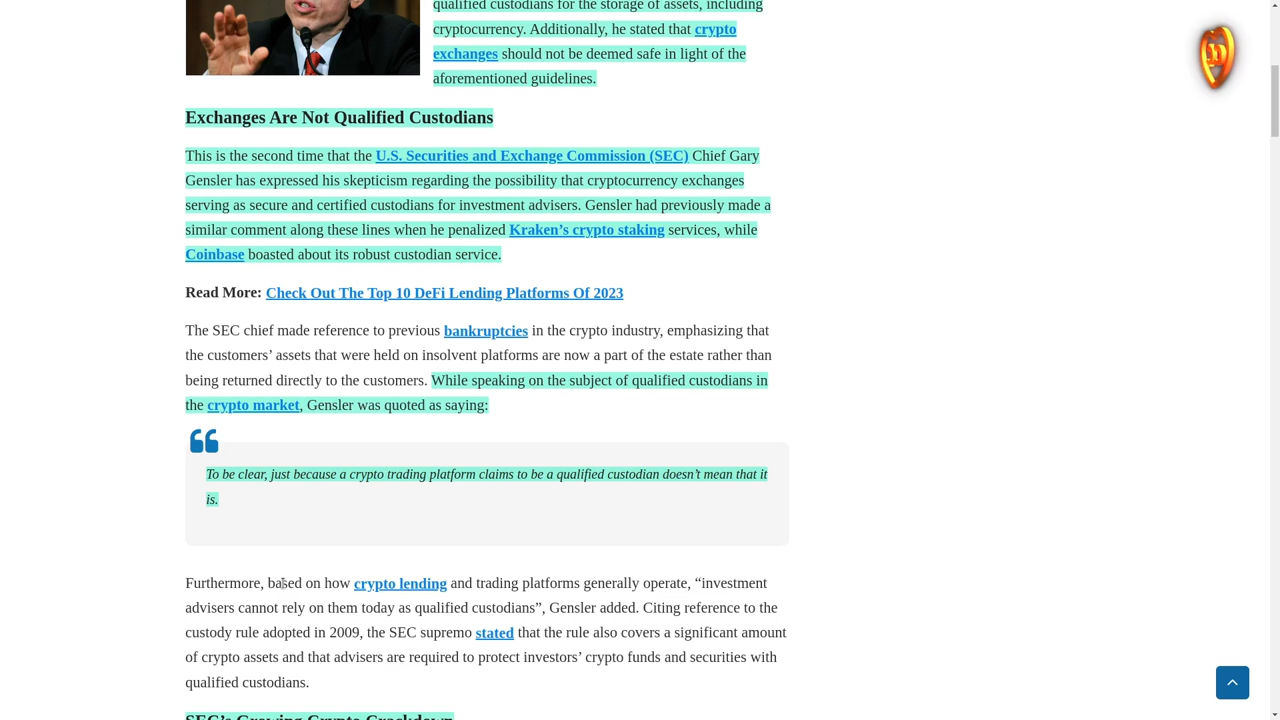 qualified custodians for the storage of assets, including
cryptocurrency. Additionally, he stated that crypto
exchanges should not be deemed safe in light of the
aforementioned guidelines.
Exchanges Are Not Qualified Custodians
This is the second time that the U.S. Securities and Exchange Commission (SEC) Chief Gary
Gensler has expressed his skepticism regarding the possibility that cryptocurrency exchanges
serving as secure and certified custodians for investment advisers. Gensler had previously made a
similar comment along these lines when he penalized Kraken’s crypto staking services, while
Coinbase boasted about its robust custodian service.
Read More: Check Out The Top 10 DeFi Lending Platforms Of 2023
The SEC chief made reference to previous bankruptcies in the crypto industry, emphasizing that
the customers’ assets that were held on insolvent platforms are now a part of the estate rather than
being returned directly to the customers. While speaking on the subject of qualified custodians in
the crypto market, Gensler was quoted as saying:
To be clear, just because a crypto trading platform claims to be a qualified custodian doesn’t mean that it
is.
Furthermore, based on how crypto lending and trading platforms generally operate, “investment
advisers cannot rely on them today as qualified custodians”, Gensler added. Citing reference to the
custody rule adopted in 2009, the SEC supremo stated that the rule also covers a significant amount
of crypto assets and that advisers are required to protect investors’ crypto funds and securities with
qualified custodians.
SEC’s Growing Crypto Crackdown